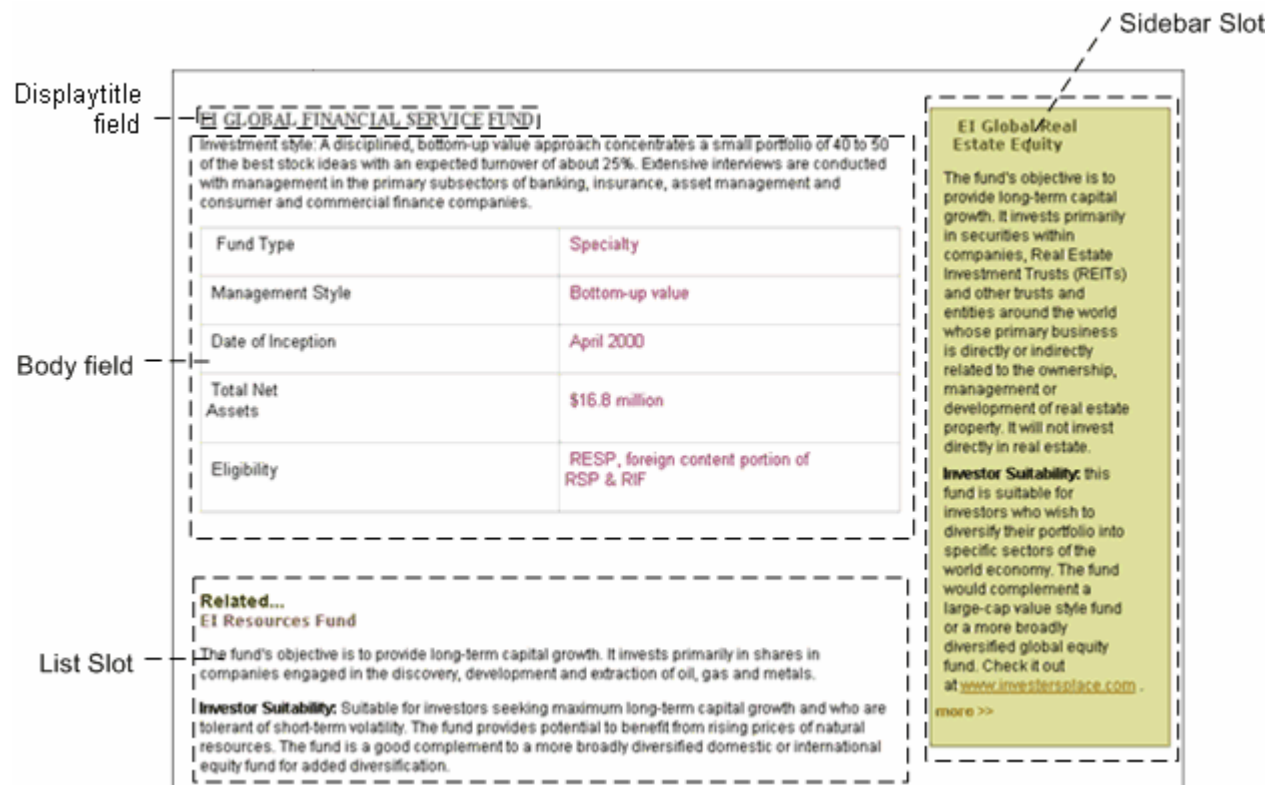 Sidebar Slot
Displaytitle
field
EI GLOBAL FINANCIAL SERVICE FUND
Investment style: A disciplined, bottom-up value approach concentrates a small portfolio of 40 to 50
of the best stock ideas with an expected turnover of about 25%. Extensive interviews are conducted
with management in the primary subsectors of banking, insurance, asset management and
consumer and commercial finance companies.
Fund Type Specialty
Management Style Bottom-up value
Date of Inception April 2000
Body field
Total Net
Assets
$16.8 million
Eligibility
RESP, foreign content portion of
RSP & RIF
List Slot
Related...
EI Resources Fund
The fund's objective is to provide long-term capital growth. It invests primarily in shares in
companies engaged in the discovery, development and extraction of oil, gas and metals.
Investor Suitability: Suitable for investors seeking maximum long-term capital growth and who are
tolerant of short-term volatility. The fund provides potential to benefit from rising prices of natural
resources. The fund is a good complement to a more broadly diversified domestic or international
equity fund for added diversification.
EI Global Real
Estate Equity
The fund's objective is to
provide long-term capital
growth. It invests primarily
in securities within
companies, Real Estate
Investment Trusts (REITs)
and other trusts and
entities around the world
whose primary business
is directly or indirectly
related to the ownership,
management or
development of real estate
property. It will not invest
directly in real estate.
Investor Suitability: this
fund is suitable for
investors who wish to
diversify their portfolio into
specific sectors of the
world economy. The fund
would complement a
large-cap value style fund
or a more broadly
diversified global equity
fund. Check it out
at www.investersplace.com .
more >>